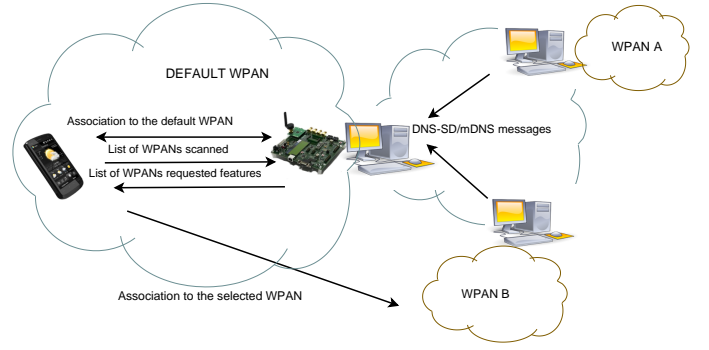 WPAN A
DEFAULT WPAN
Association to the default WPAN
DNS-SD/mDNS messages
List of WPANs scanned
List of WPANs requested features
Association to the selected WPAN
WPAN B